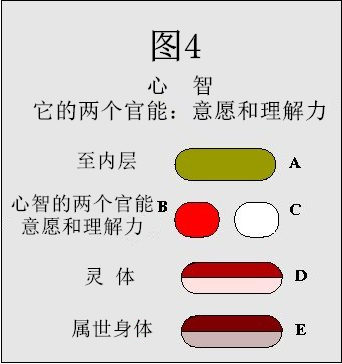 图4
心 智
它的两个官能：意愿和理解力
至内层 A
心智的两个官能 B C
意愿和理解力
灵 体 D
属世身体 E